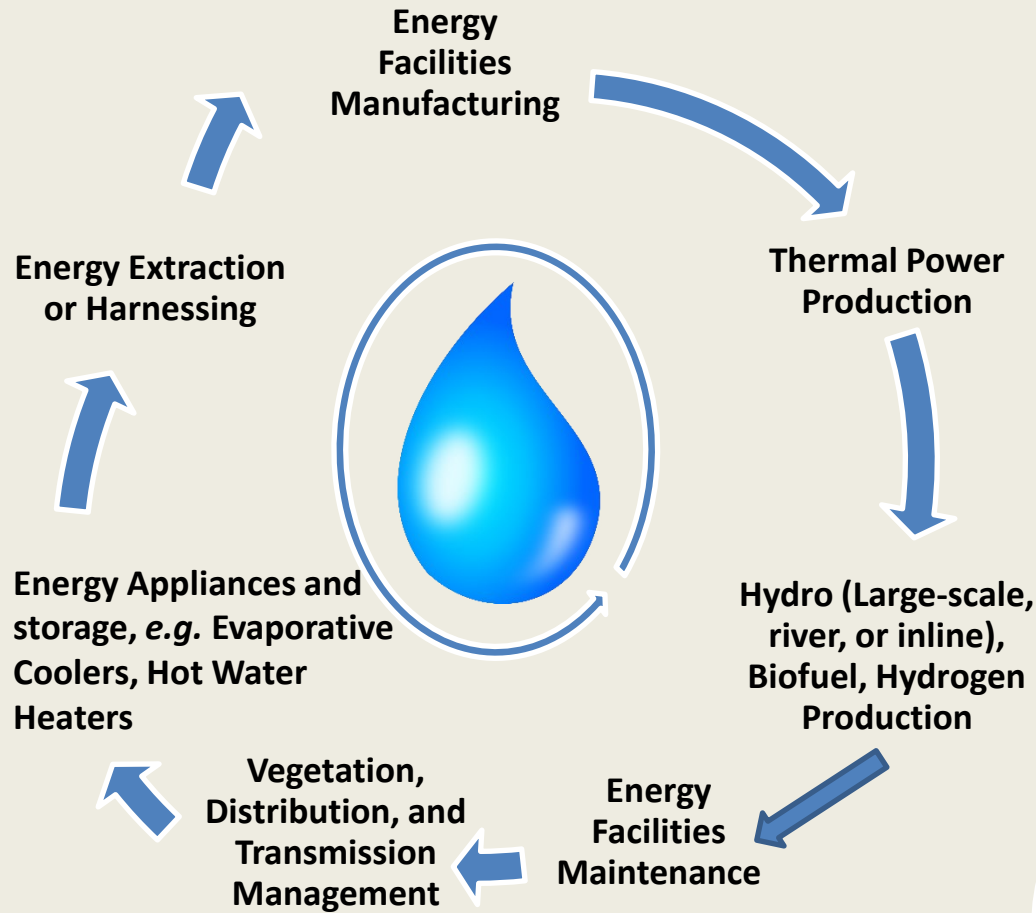 Energy
Facilities
Manufacturing
Thermal Power
Production
Hydro (Large-scale,
river, or inline),
Biofuel, Hydrogen
Production
Energy
Facilities
Maintenance
Vegetation,
Distribution, and
Transmission
Management
Energy Appliances and
storage, e.g. Evaporative
Coolers, Hot Water
Heaters
Energy Extraction
or Harnessing